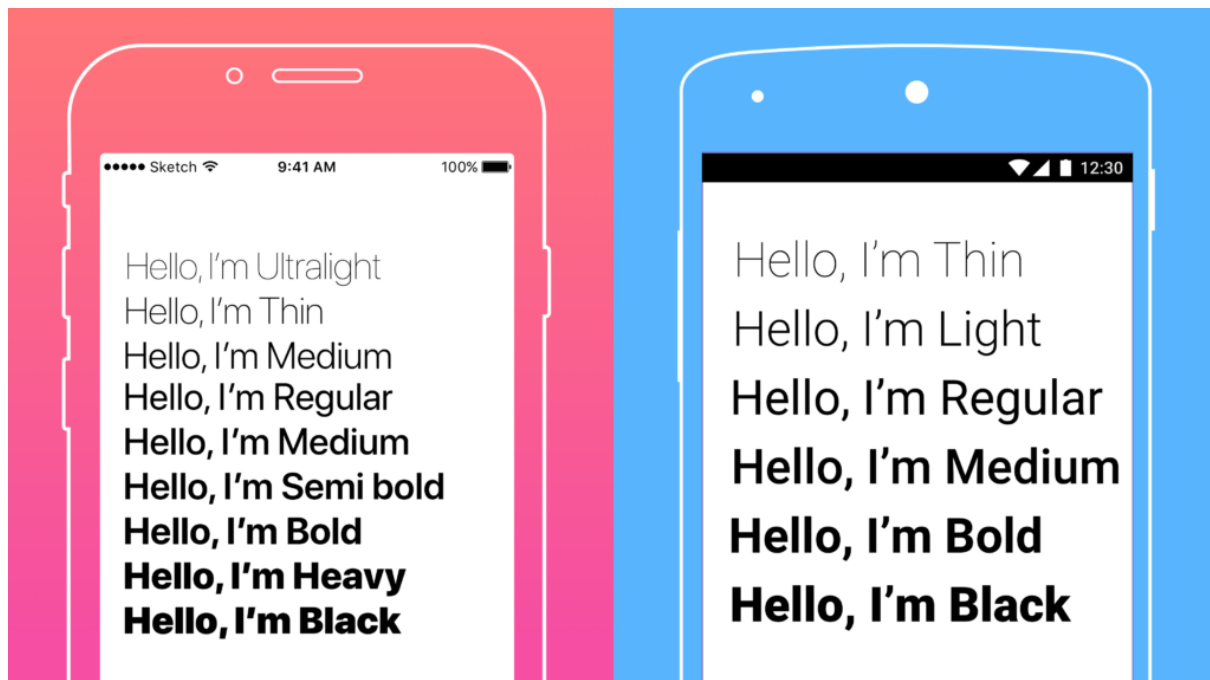 ●●●●● Sketch 9:41 AM 100%
Hello, I’m Ultralight
Hello, I’m Thin
Hello, I’m Medium
Hello, I’m Regular
Hello, I’m Medium
Hello, I’m Semi bold
Hello, I’m Bold
Hello, I’m Heavy
Hello, I’m Black
12:30
Hello, I’m Thin
Hello, I’m Light
Hello, I’m Regular
Hello, I’m Medium
Hello, I’m Bold
Hello, I’m Black